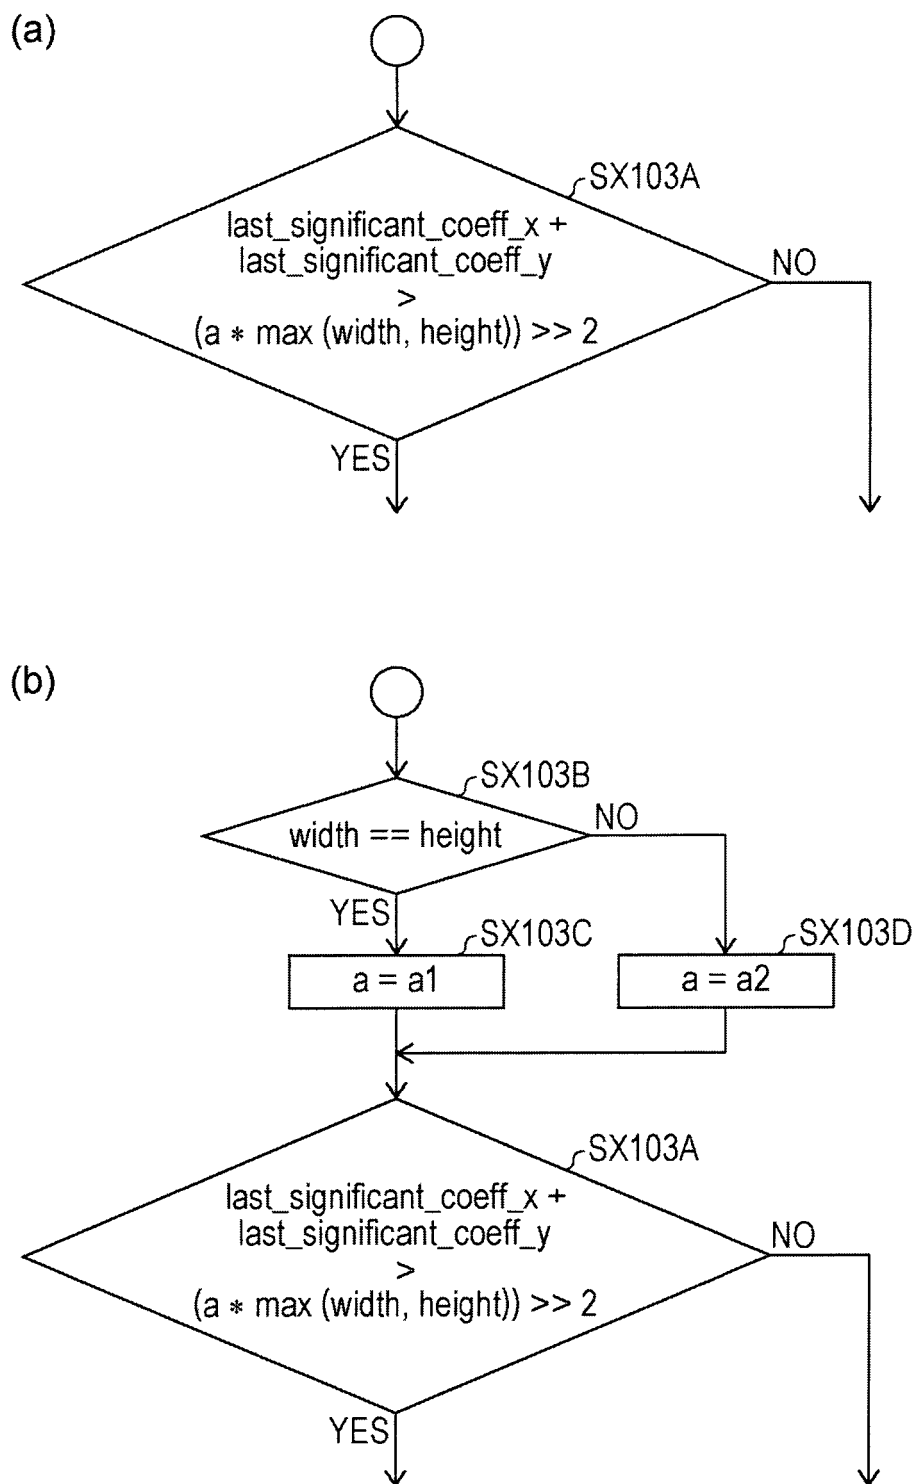 (a)
SX103A
last_significant_coeff_x +
last_significant_coeff_y
>
(a * max (width, height)) >> 2
NO
YES
(b)
SX103B
width == height
NO
YES
SX103C
SX103D
a = a1
a = a2
SX103A
last_significant_coeff_x +
last_significant_coeff_y
>
(a * max (width, height)) >> 2
NO
YES